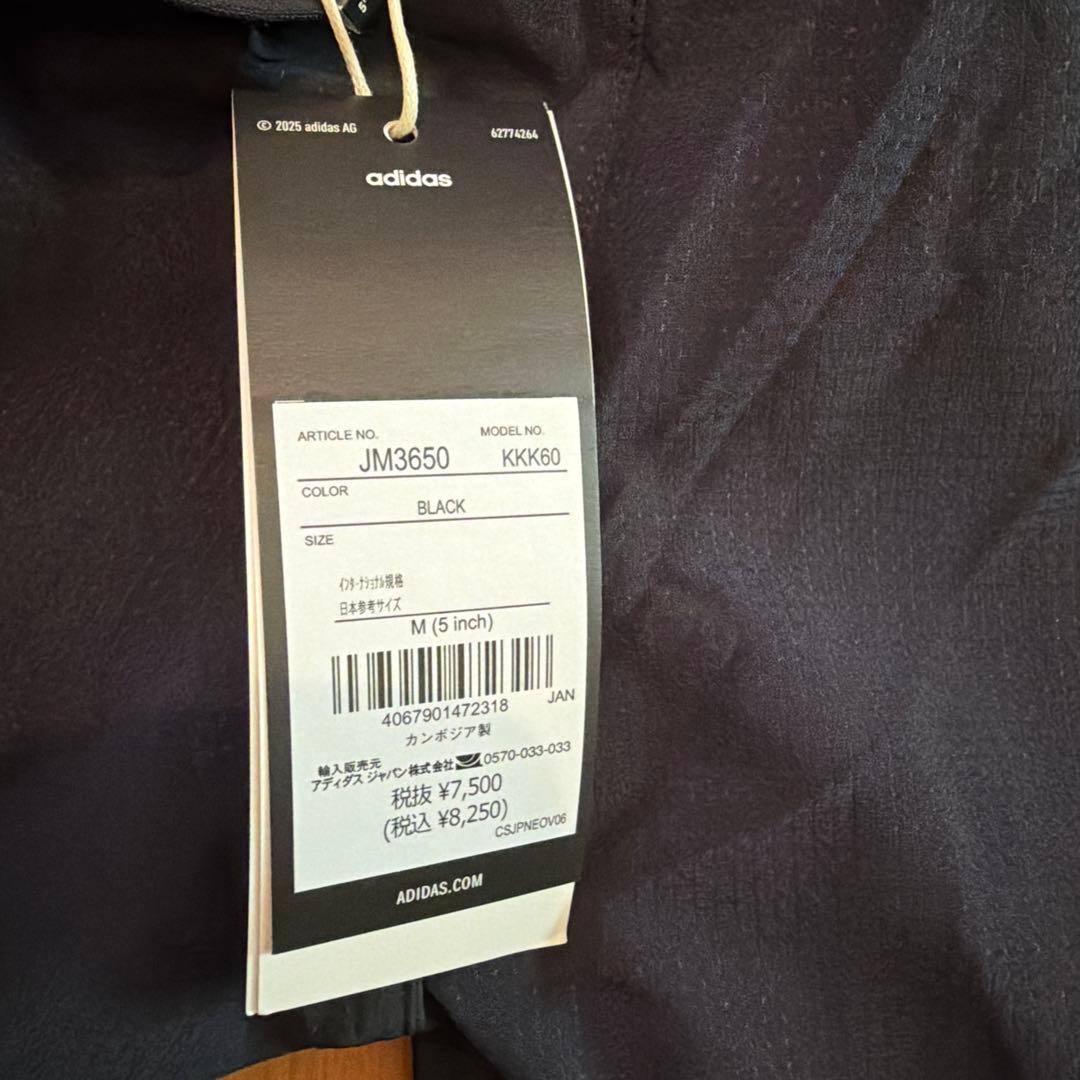 © 2025 adidas AG
62774264
adidas
ARTICLE NO.
MODEL NO.
JM3650
KKK60
COLOR
BLACK
SIZE
ｲﾝﾀｰﾅｼｮﾅﾙ規格
日本参考サイズ
M (5 inch)
JAN
4067901472318
カンボジア製
輸入販売元
アディダス ジャパン株式会社 0570-033-033
税抜 ¥7,500
(税込 ¥8,250)
CSJPNEOV06
ADIDAS.COM